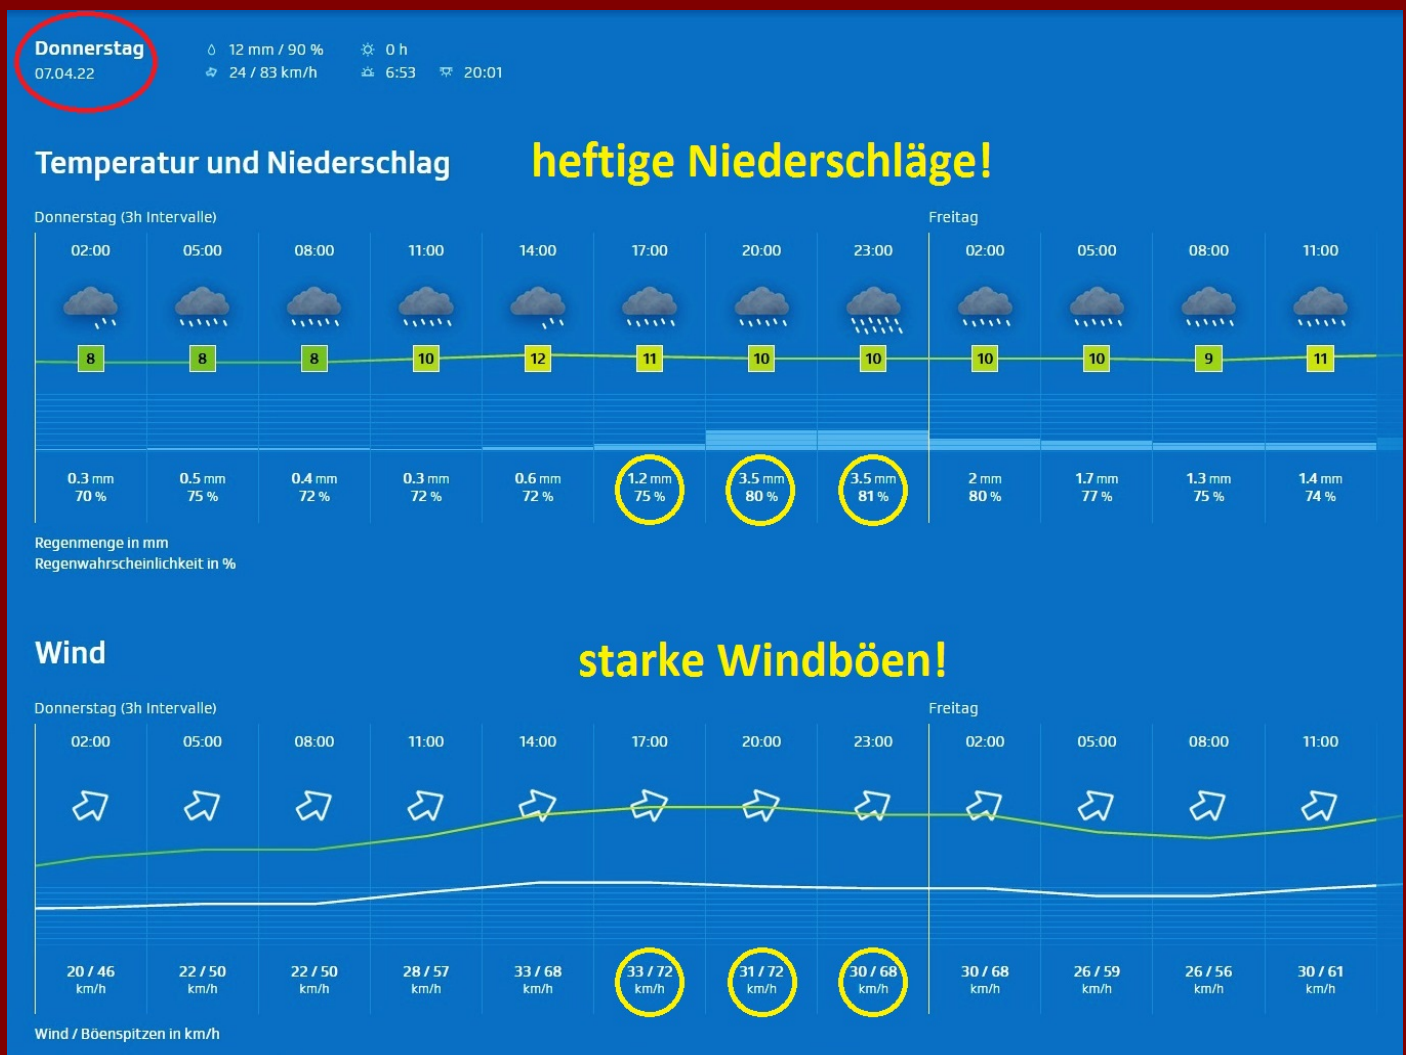 Donnerstag 12 mm / 90 % 0 h
07.04.22 24 / 83 km/h 6:53 20:01
Temperatur und Niederschlag heftige Niederschläge!
Donnerstag (3h Intervalle) Freitag
02:00 05:00 08:00 11:00 14:00 17:00 20:00 23:00 02:00 05:00 08:00 11:00
8 8 8 10 12 11 10 10 10 10 9 11
0.3 mm 0.5 mm 0.4 mm 0.3 mm 0.6 mm 1.2 mm 3.5 mm 3.5 mm 2 mm 1.7 mm 1.3 mm 1.4 mm
70 % 75 % 72 % 72 % 72 % 75 % 80 % 81 % 80 % 77 % 75 % 74 %
Regenmenge in mm
Regenwahrscheinlichkeit in %
Wind starke Windböen!
Donnerstag (3h Intervalle) Freitag
02:00 05:00 08:00 11:00 14:00 17:00 20:00 23:00 02:00 05:00 08:00 11:00
20 / 46 22 / 50 22 / 50 28 / 57 33 / 68 33 / 72 31 / 72 30 / 68 30 / 68 26 / 59 26 / 56 30 / 61
km/h km/h km/h km/h km/h km/h km/h km/h km/h km/h km/h km/h
Wind / Böenspitzen in km/h